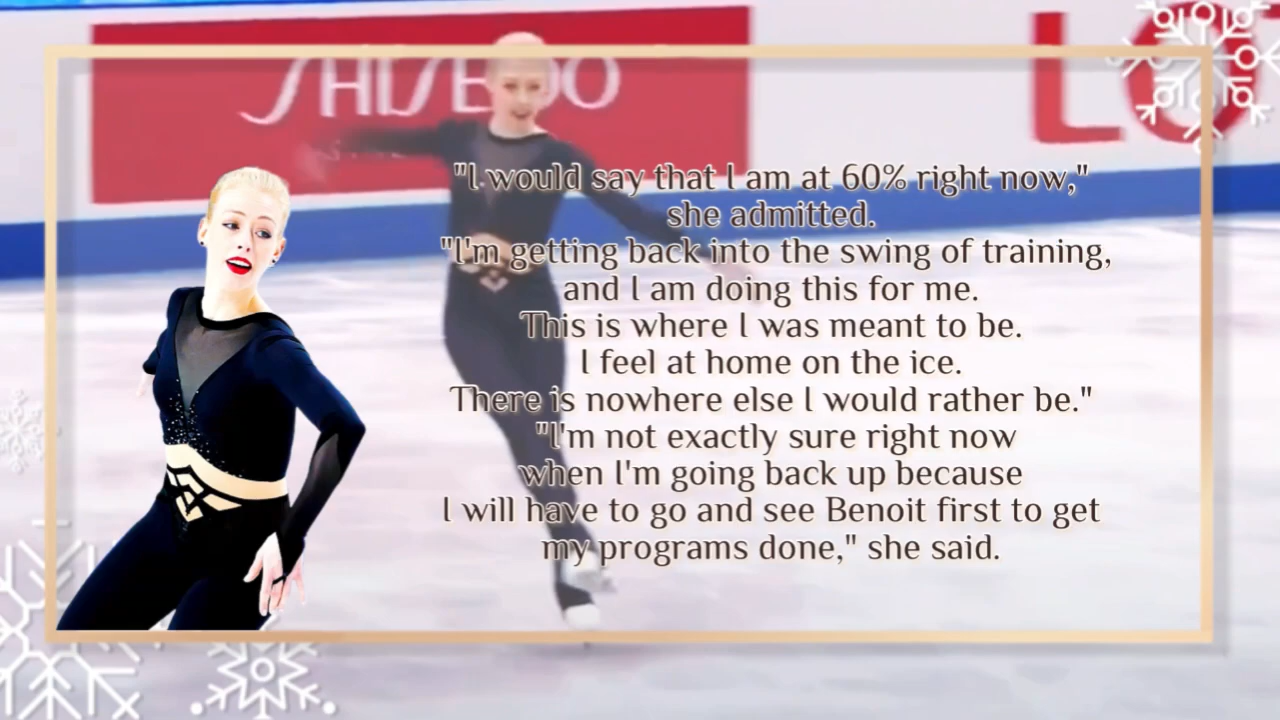 SHISEIDO
LO
"I would say that I am at 60% right now,"
she admitted.
"I'm getting back into the swing of training,
and I am doing this for me.
This is where I was meant to be.
I feel at home on the ice.
There is nowhere else I would rather be."
"I'm not exactly sure right now
when I'm going back up because
I will have to go and see Benoit first to get
my programs done," she said.